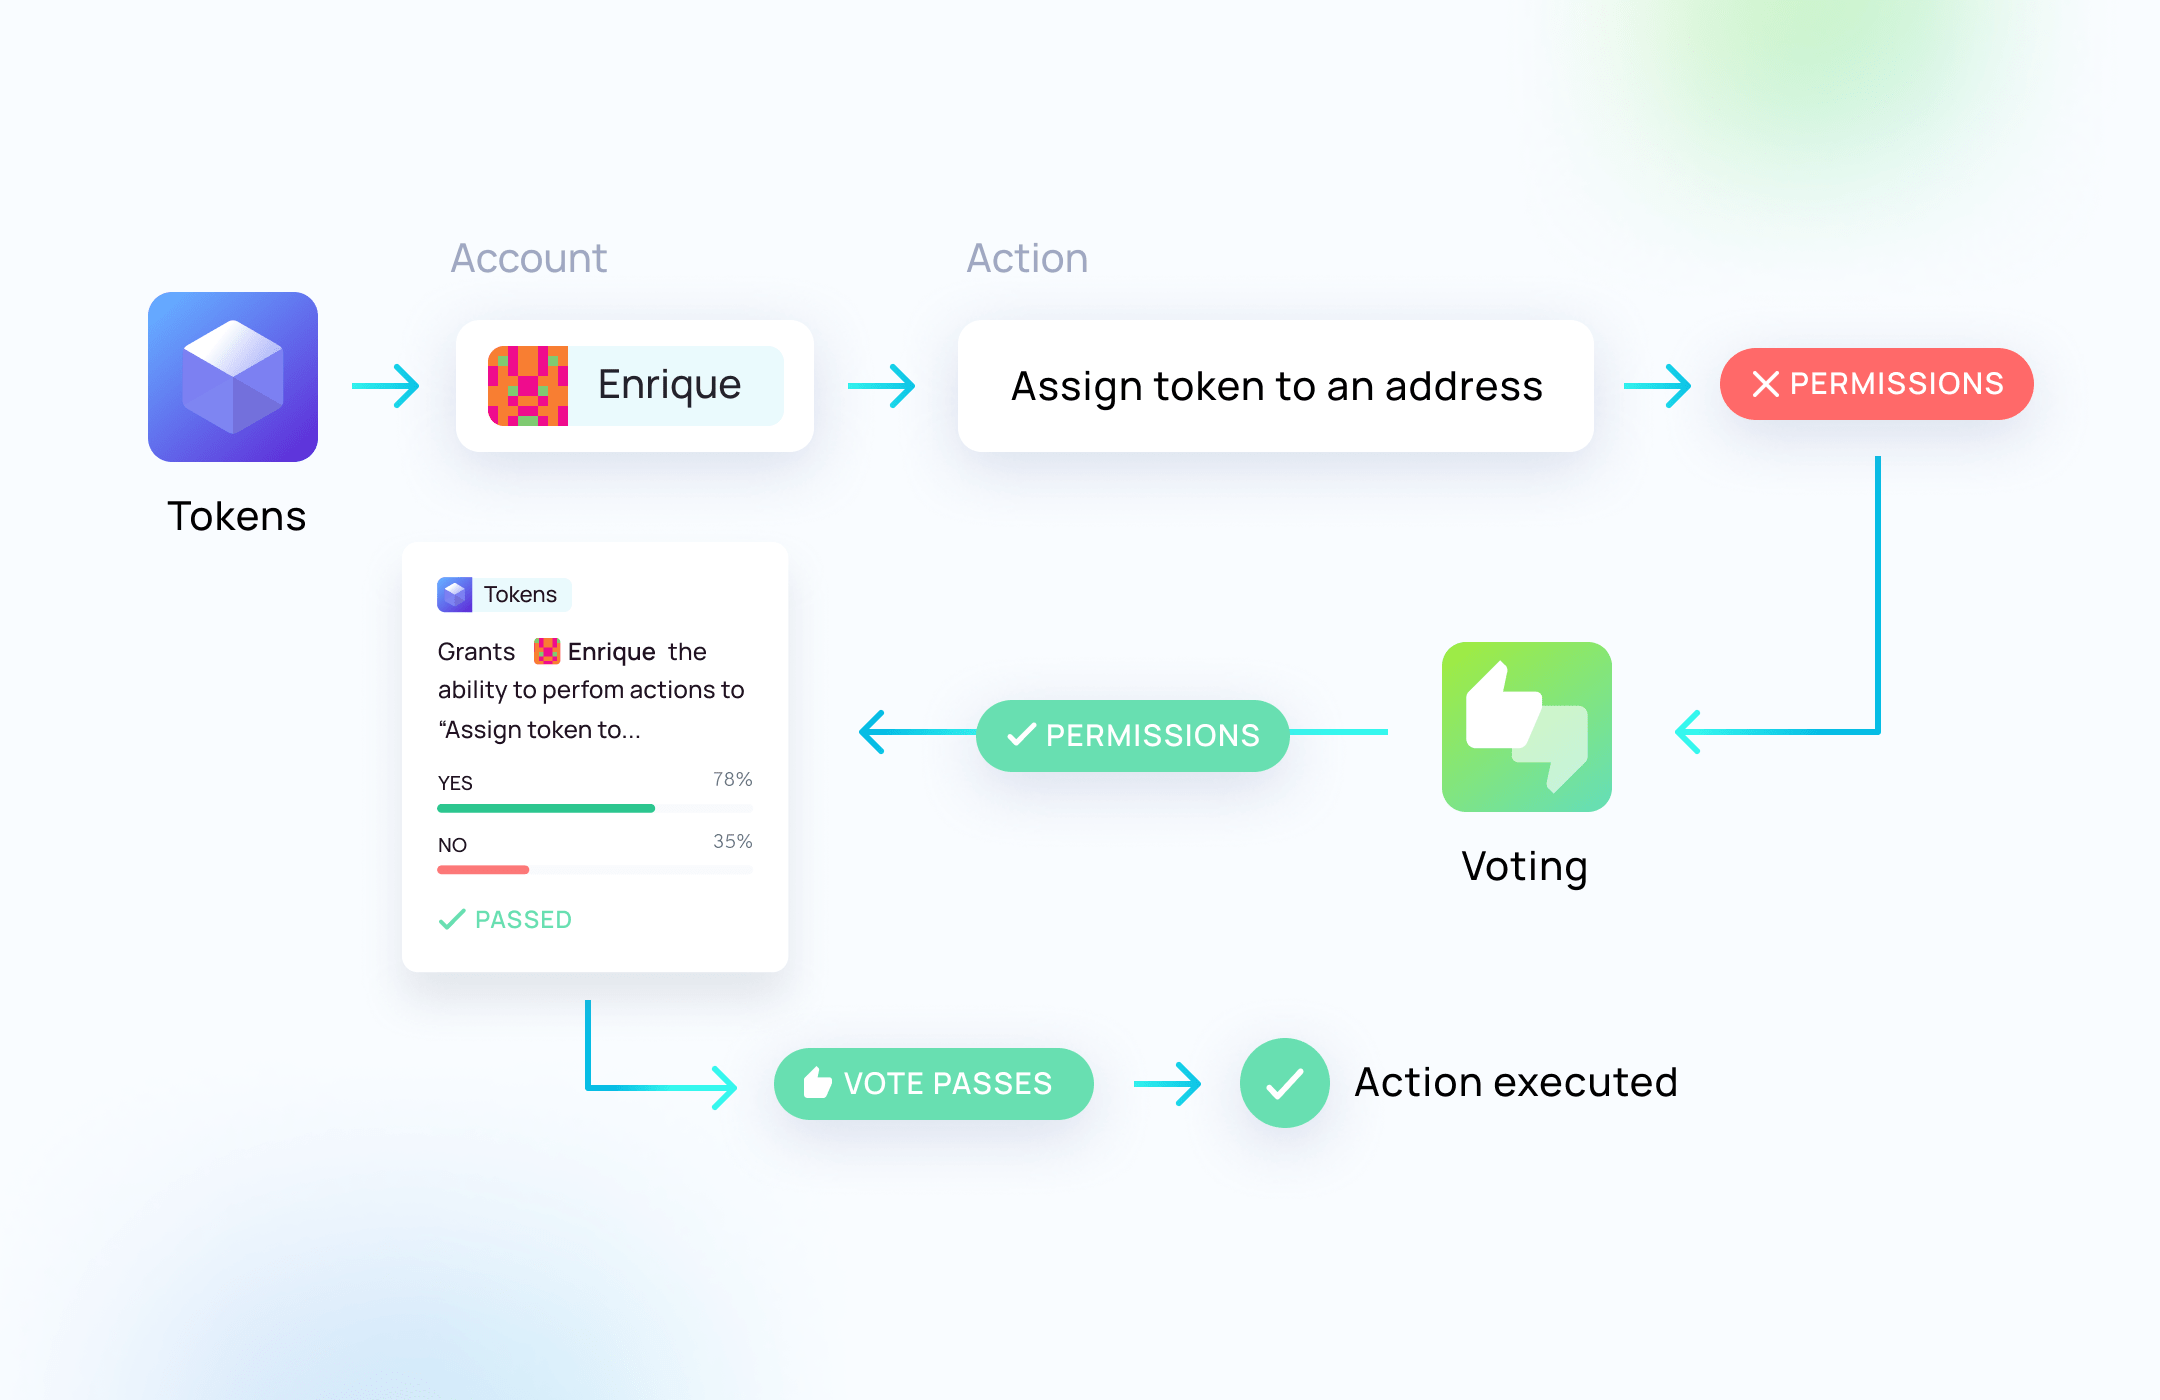 Account
Action
Enrique
Assign token to an address
PERMISSIONS
Tokens
Tokens
Grants Enrique the
ability to perfom actions to
“Assign token to...
YES 78%
NO 35%
PASSED
PERMISSIONS
Voting
VOTE PASSES
Action executed